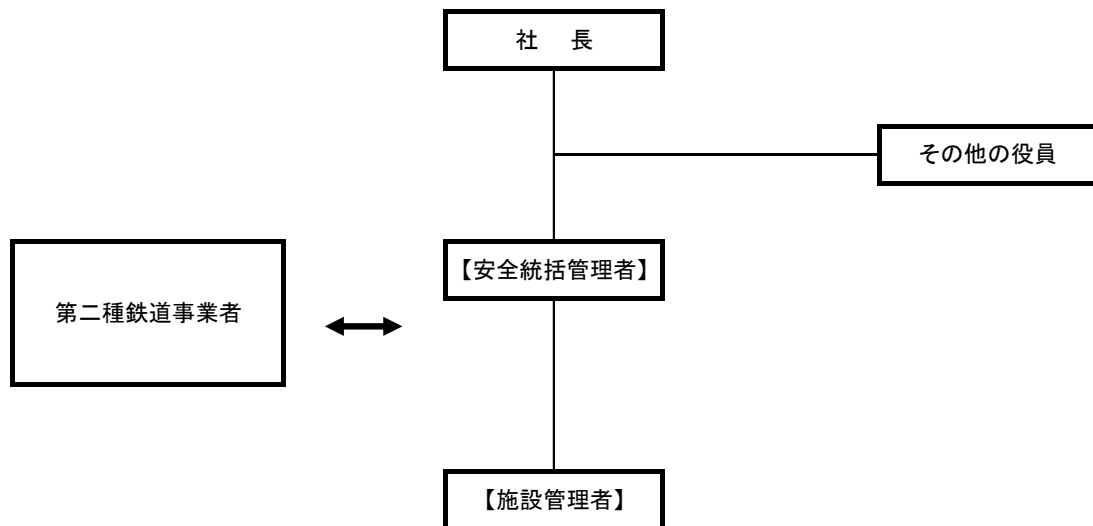 社　長
その他の役員
【安全統括管理者】
第二種鉄道事業者
【施設管理者】